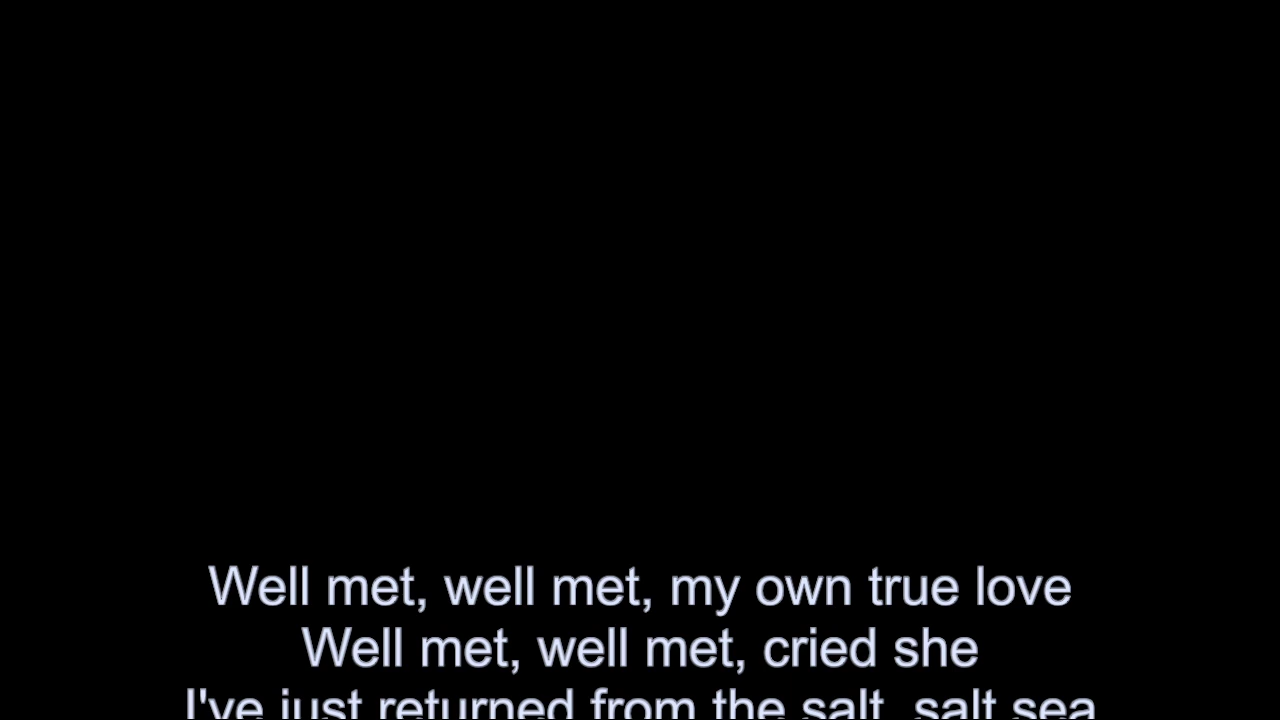 Well met, well met, my own true love
Well met, well met, cried she
I've just returned from the salt, salt sea